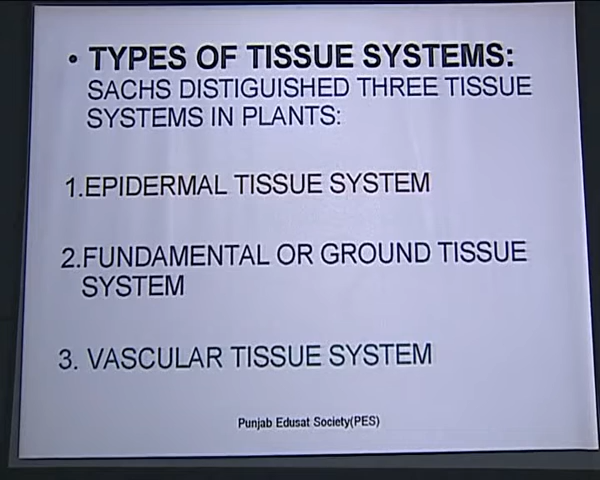 • TYPES OF TISSUE SYSTEMS:
SACHS DISTIGUISHED THREE TISSUE
SYSTEMS IN PLANTS:
1.EPIDERMAL TISSUE SYSTEM
2.FUNDAMENTAL OR GROUND TISSUE
SYSTEM
3. VASCULAR TISSUE SYSTEM
Punjab Edusat Society(PES)